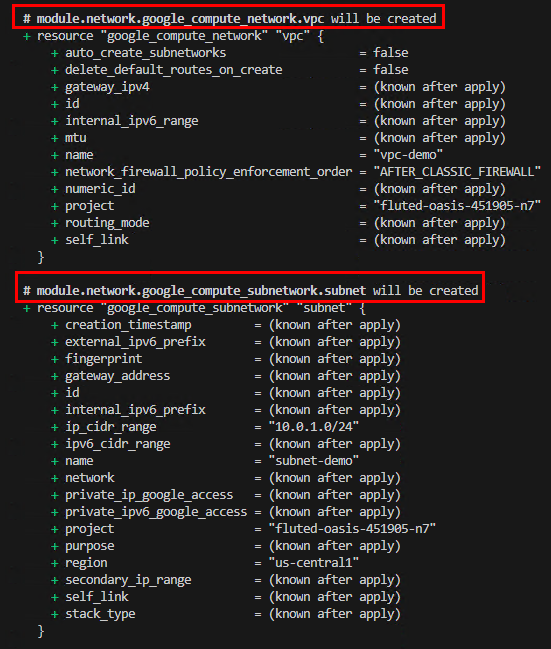 # module.network.google_compute_network.vpc will be created
+ resource "google_compute_network" "vpc" {
+ auto_create_subnetworks = false
+ delete_default_routes_on_create = false
+ gateway_ipv4 = (known after apply)
+ id = (known after apply)
+ internal_ipv6_range = (known after apply)
+ mtu = (known after apply)
+ name = "vpc-demo"
+ network_firewall_policy_enforcement_order = "AFTER_CLASSIC_FIREWALL"
+ numeric_id = (known after apply)
+ project = "fluted-oasis-451905-n7"
+ routing_mode = (known after apply)
+ self_link = (known after apply)
}
# module.network.google_compute_subnetwork.subnet will be created
+ resource "google_compute_subnetwork" "subnet" {
+ creation_timestamp = (known after apply)
+ external_ipv6_prefix = (known after apply)
+ fingerprint = (known after apply)
+ gateway_address = (known after apply)
+ id = (known after apply)
+ internal_ipv6_prefix = (known after apply)
+ ip_cidr_range = "10.0.1.0/24"
+ ipv6_cidr_range = (known after apply)
+ name = "subnet-demo"
+ network = (known after apply)
+ private_ip_google_access = (known after apply)
+ private_ipv6_google_access = (known after apply)
+ project = "fluted-oasis-451905-n7"
+ purpose = (known after apply)
+ region = "us-central1"
+ secondary_ip_range = (known after apply)
+ self_link = (known after apply)
+ stack_type = (known after apply)
}